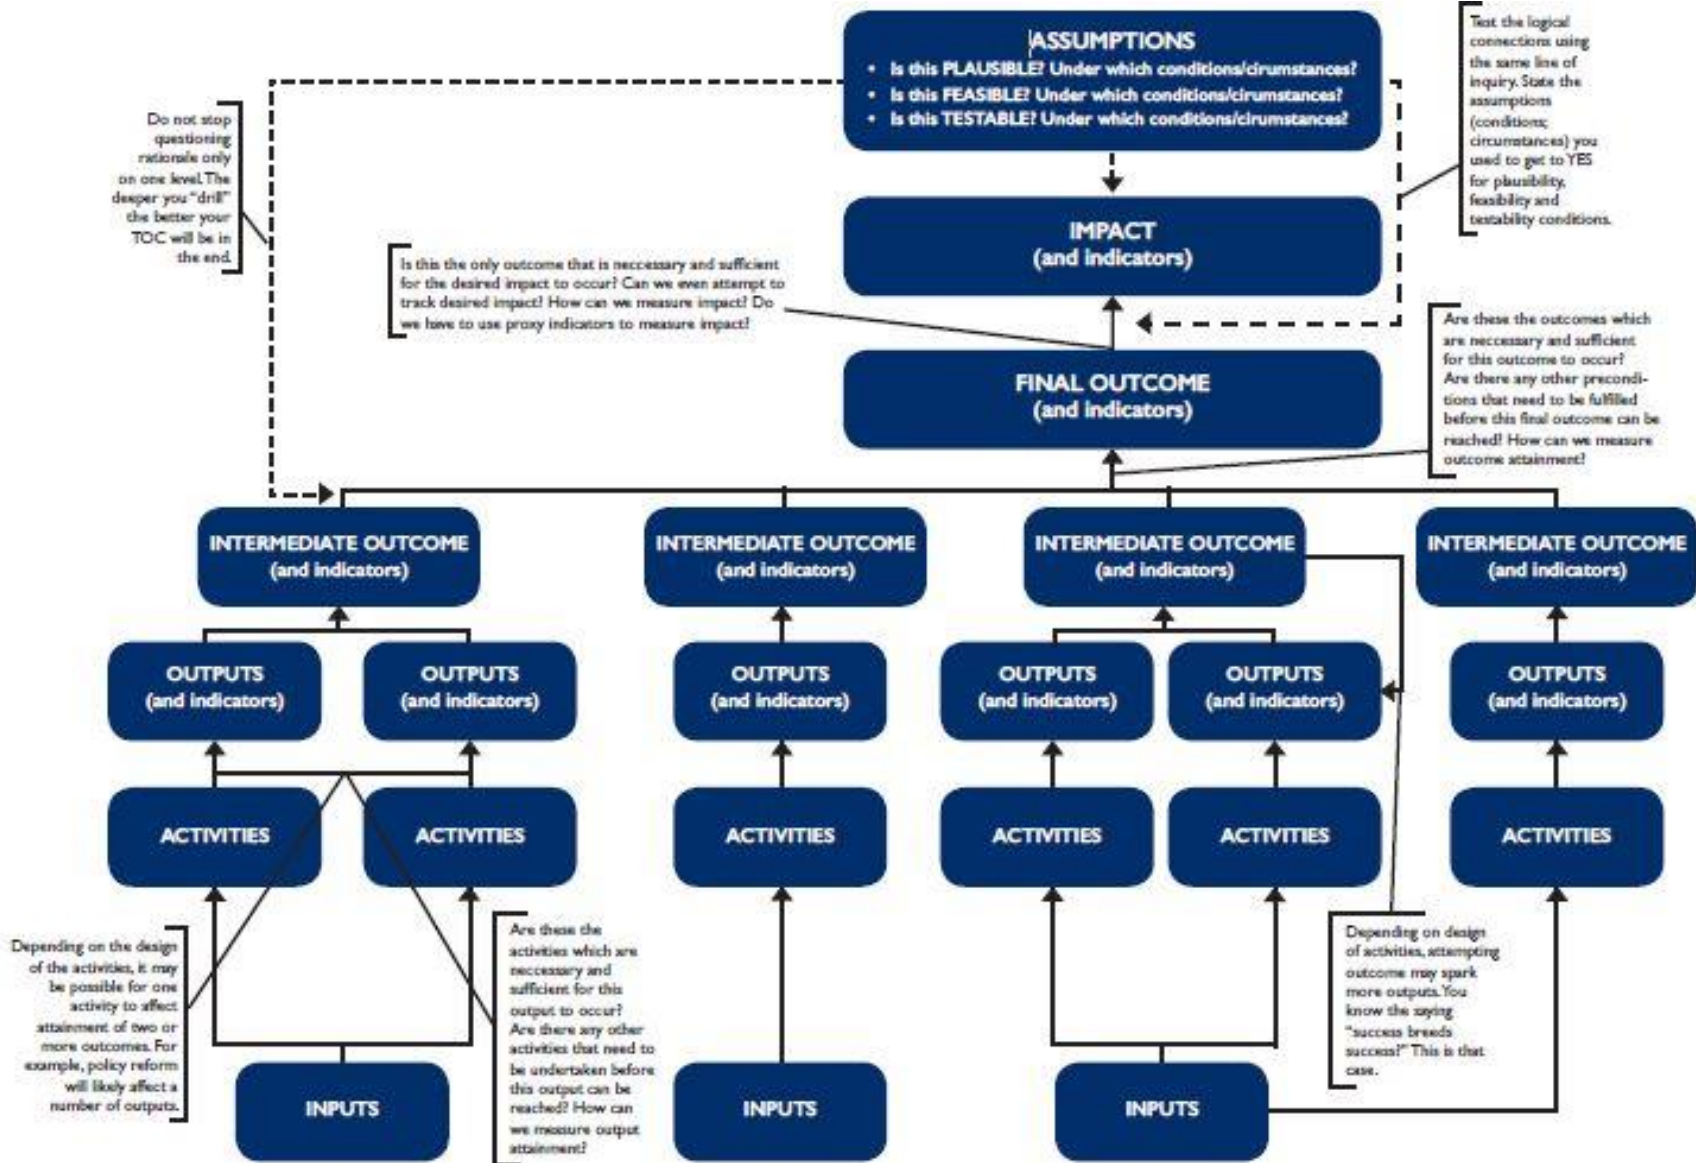 ASSUMPTIONS
• Is this PLAUSIBLE? Under which conditions/cirumstances?
• Is this FEASIBLE? Under which conditions/cirumstances?
• Is this TESTABLE? Under which conditions/cirumstances?
Test the logical
connections using
the same line of
inquiry. State the
assumptions
(conditions;
circumstances) you
used to get to YES
for plausibility,
feasibility and
testability conditions.
Do not stop
questioning
rationale only
on one level. The
deeper you "drill"
the better your
TOC will be in
the end.
IMPACT
(and indicators)
Is this the only outcome that is neccessary and sufficient
for the desired impact to occur? Can we even attempt to
track desired impact? How can we measure impact? Do
we have to use proxy indicators to measure impact?
FINAL OUTCOME
(and indicators)
Are these the outcomes which
are neccessary and sufficient
for this outcome to occur?
Are there any other precondi-
tions that need to be fulfilled
before this final outcome can be
reached? How can we measure
outcome attainment?
INTERMEDIATE OUTCOME
(and indicators)
INTERMEDIATE OUTCOME
(and indicators)
INTERMEDIATE OUTCOME
(and indicators)
INTERMEDIATE OUTCOME
(and indicators)
OUTPUTS
(and indicators)
OUTPUTS
(and indicators)
OUTPUTS
(and indicators)
OUTPUTS
(and indicators)
OUTPUTS
(and indicators)
OUTPUTS
(and indicators)
ACTIVITIES
ACTIVITIES
ACTIVITIES
ACTIVITIES
ACTIVITIES
ACTIVITIES
Depending on the design
of the activities, it may
be possible for one
activity to affect
attainment of two or
more outcomes. For
example, policy reform
will likely affect a
number of outputs.
Are these the
activities which are
neccessary and
sufficient for this
output to occur?
Are there any other
activities that need to
be undertaken before
this output can be
reached? How can
we measure output
attainment?
Depending on design
of activities, attempting
outcome may spark
more outputs. You
know the saying
"success breeds
success?" This is that
case.
INPUTS
INPUTS
INPUTS